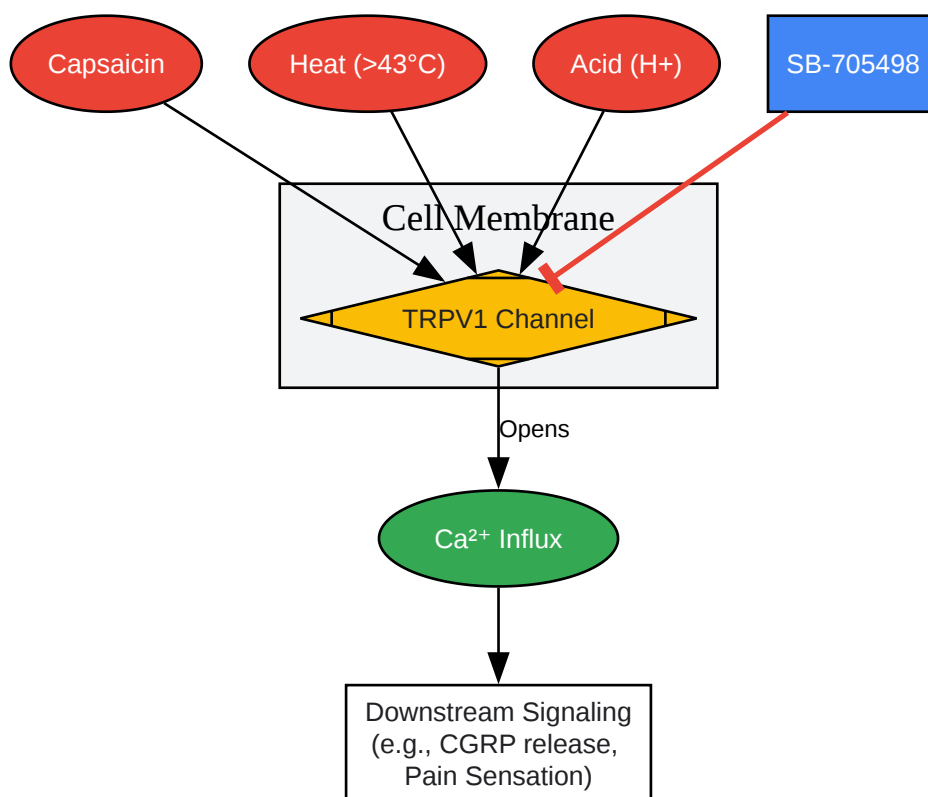 Capsaicin
Heat (>43°C)
Acid (H+)
SB-705498
Cell Membrane
TRPV1 Channel
Opens
Ca²⁺ Influx
Downstream Signaling
(e.g., CGRP release,
Pain Sensation)